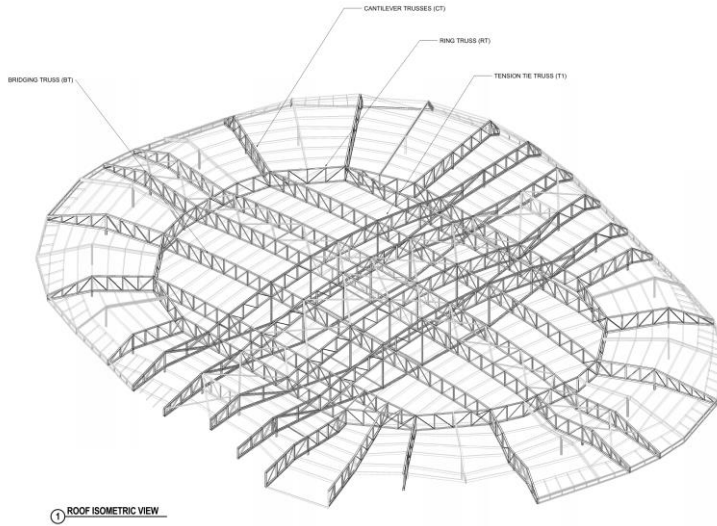 CANTILEVER TRUSSES (CT)
RING TRUSS (RT)
TENSION TIE TRUSS (T1)
BRIDGING TRUSS (BT)
1 ROOF ISOMETRIC VIEW